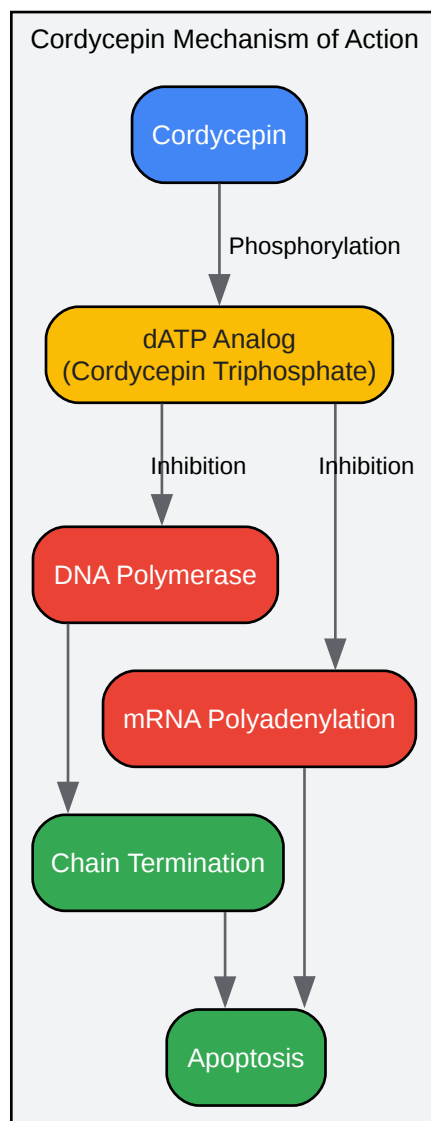 Cordycepin Mechanism of Action
Cordycepin
Phosphorylation
dATP Analog
(Cordycepin Triphosphate)
Inhibition
Inhibition
DNA Polymerase
mRNA Polyadenylation
Chain Termination
Apoptosis